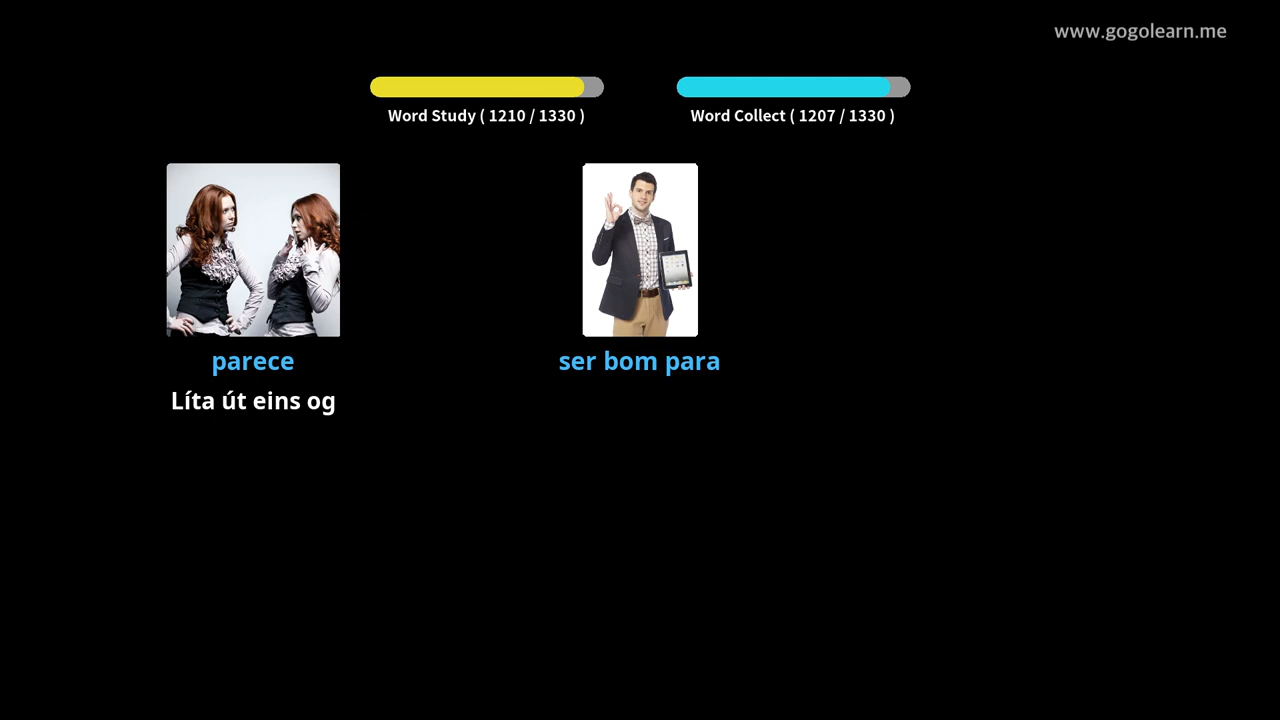 www.gogolearn.me
Word Study ( 1210 / 1330 )
Word Collect ( 1207 / 1330 )
parece
Líta út eins og
ser bom para